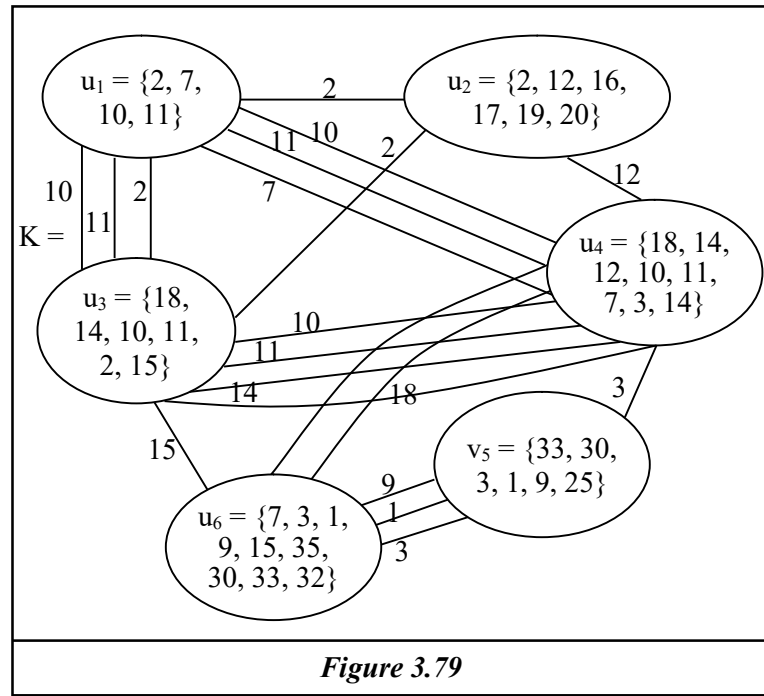 u₁ = {2, 7,
10, 11}
u₂ = {2, 12, 16,
17, 19, 20}
2
10
11
2
7
12
10
2
11
K =
u₄ = {18, 14,
12, 10, 11,
7, 3, 14}
u₃ = {18,
14, 10, 11,
2, 15}
10
11
14
18
3
15
v₅ = {33, 30,
3, 1, 9, 25}
9
1
3
u₆ = {7, 3, 1,
9, 15, 35,
30, 33, 32}
Figure 3.79